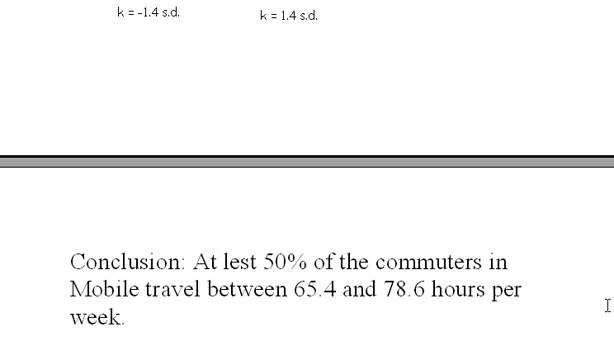 k = -1.4 s.d. k = 1.4 s.d.
Conclusion: At lest 50% of the commuters in
Mobile travel between 65.4 and 78.6 hours per
week.